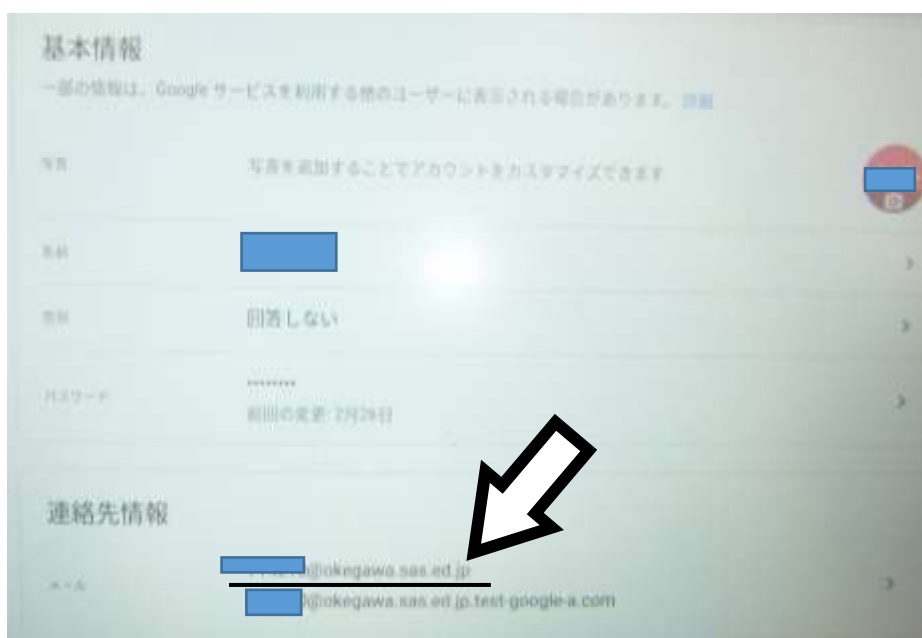 基本情報
一部の情報は、Google サービスを利用する他のユーザーに表示される場合があります。 詳細
写真
写真を追加することでアカウントをカスタマイズできます
名前
性別
回答しない
パスワード
••••••••
前回の変更: 2月26日
連絡先情報
@okegawa.sas.ed.jp
メール
@okegawa.sas.ed.jp.test-google-a.com